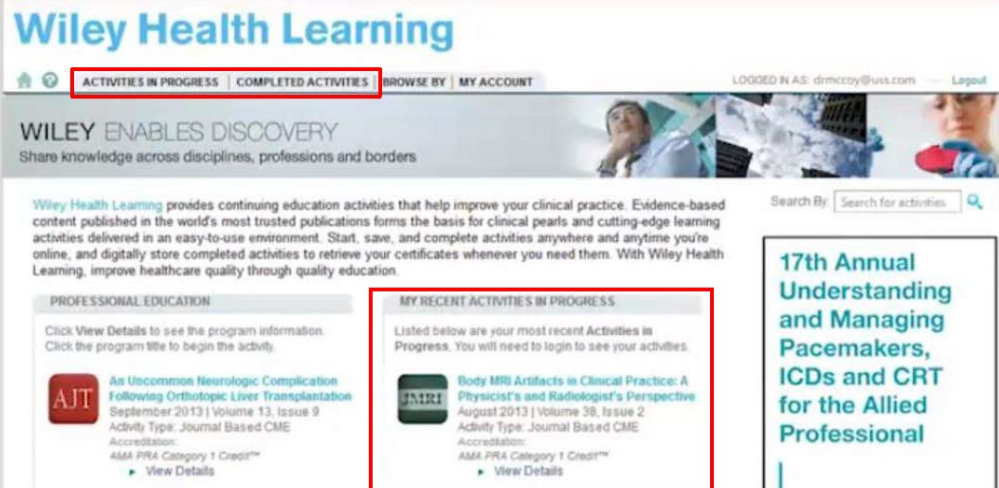 Wiley Health Learning
ACTIVITIES IN PROGRESS | COMPLETED ACTIVITIES | BROWSE BY | MY ACCOUNT
LOGGED IN AS: drmccoy@uss.com
Logout
WILEY ENABLES DISCOVERY
Share knowledge across disciplines, professions and borders
Wiley Health Learning provides continuing education activities that help improve your clinical practice. Evidence-based
content published in the world's most trusted publications forms the basis for clinical pearls and cutting-edge learning
activities delivered in an easy-to-use environment. Start, save, and complete activities anywhere and anytime you're
online, and digitally store completed activities to retrieve your certificates whenever you need them. With Wiley Health
Learning, improve healthcare quality through quality education.
Search By: Search for activities
PROFESSIONAL EDUCATION
Click View Details to see the program information.
Click the program title to begin the activity.
AJT
An Uncommon Neurologic Complication
Following Orthotopic Liver Transplantation
September 2013 | Volume 13, Issue 9
Activity Type: Journal Based CME
Accreditation:
AMA PRA Category 1 Credit™
View Details
MY RECENT ACTIVITIES IN PROGRESS
Listed below are your most recent Activities in
Progress. You will need to login to see your activities.
JMRI
Body MRI Artifacts in Clinical Practice: A
Physicist's and Radiologist's Perspective
August 2013 | Volume 38, Issue 2
Activity Type: Journal Based CME
Accreditation:
AMA PRA Category 1 Credit™
View Details
17th Annual
Understanding
and Managing
Pacemakers,
ICDs and CRT
for the Allied
Professional